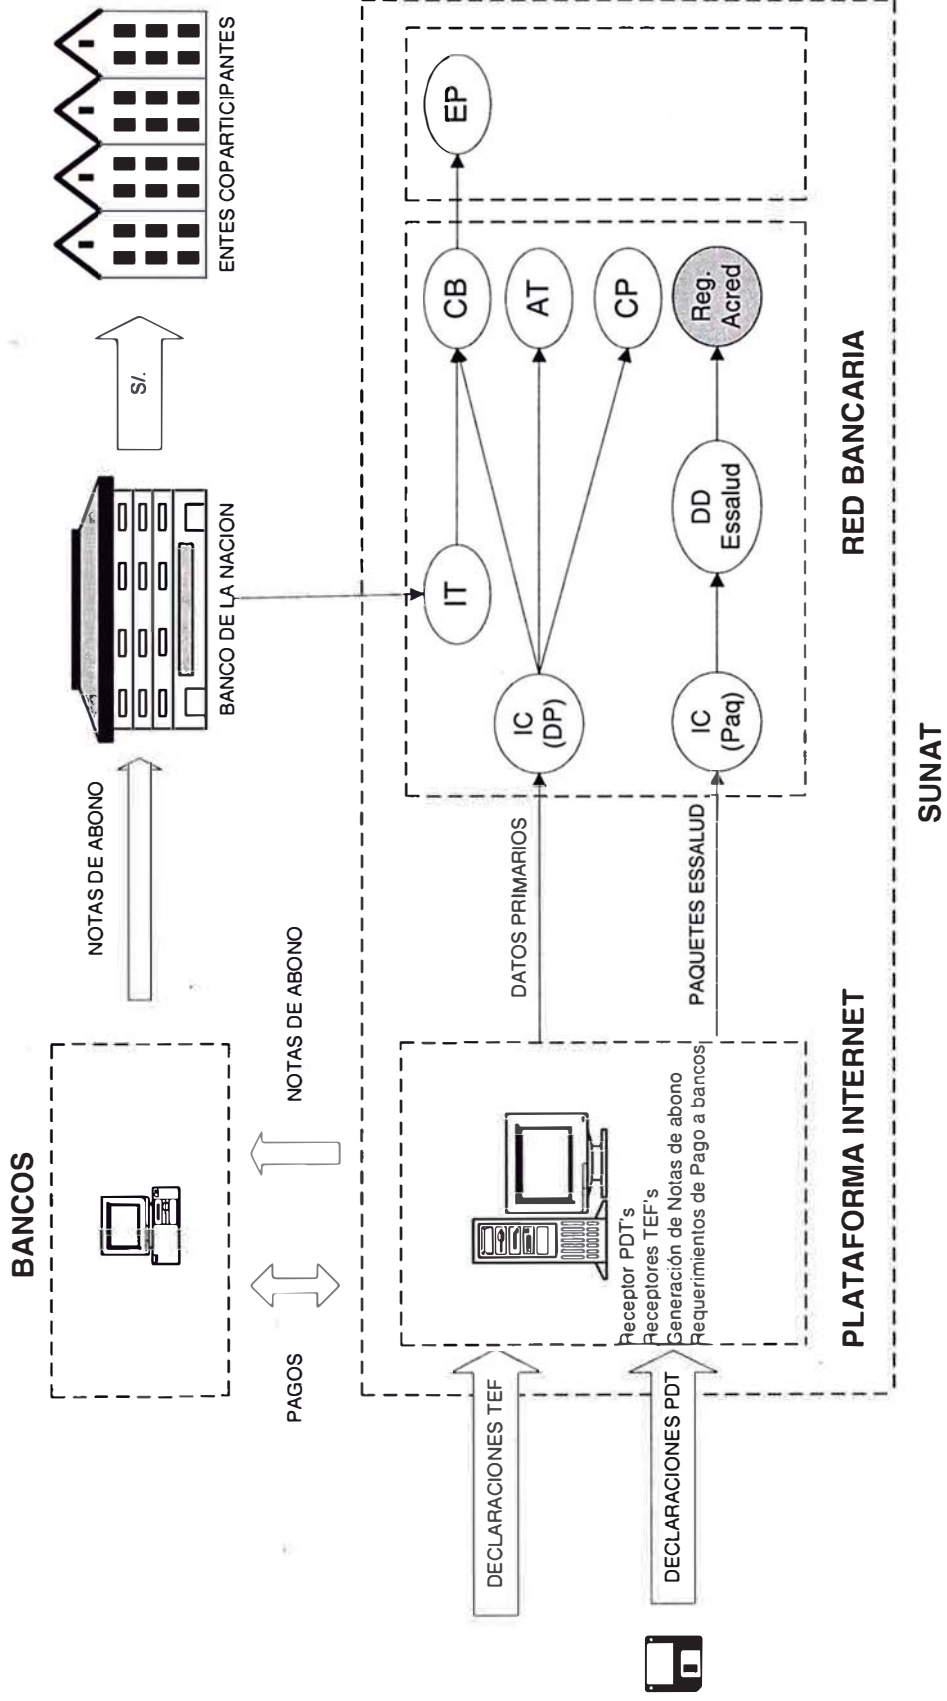 BANCOS
NOTAS DE ABONO
BANCO DE LA NACION
S/.
ENTES COPARTICIPANTES
PAGOS
NOTAS DE ABONO
DECLARACIONES TEF
DECLARACIONES PDT
Receptor PDT's
Receptores TEF's
Generación de Notas de abono
Requerimientos de Pago a bancos
PLATAFORMA INTERNET
DATOS PRIMARIOS
PAQUETES ESSALUD
IT
IC
(DP)
IC
(Paq)
DD
Essalud
CB
AT
CP
Reg.
Acred
EP
RED BANCARIA
SUNAT